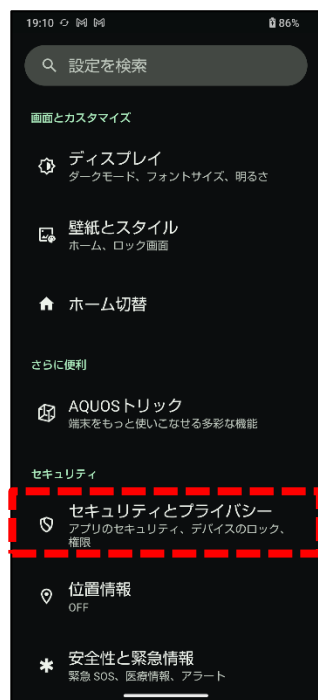 19:10 86%
設定を検索
画面とカスタマイズ
ディスプレイ
ダークモード、フォントサイズ、明るさ
壁紙とスタイル
ホーム、ロック画面
ホーム切替
さらに便利
AQUOSトリック
端末をもっと使いこなせる多彩な機能
セキュリティ
セキュリティとプライバシー
アプリのセキュリティ、デバイスのロック、
権限
位置情報
OFF
安全性と緊急情報
緊急 SOS、医療情報、アラート